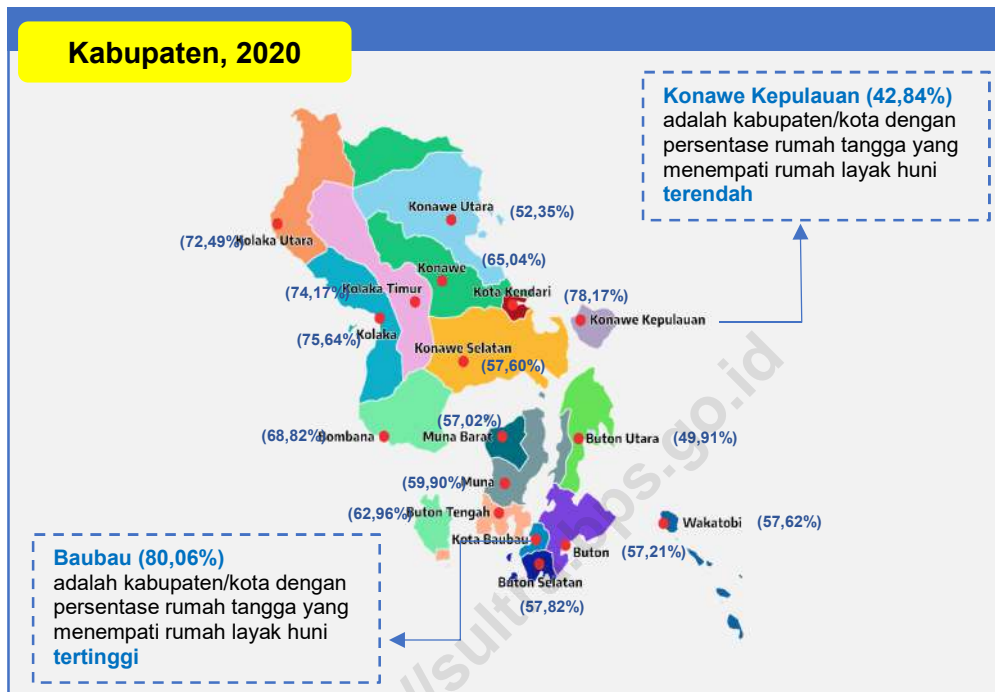 Kabupaten, 2020
Konawe Kepulauan (42,84%)
adalah kabupaten/kota dengan
persentase rumah tangga yang
menempati rumah layak huni
terendah
Konawe Utara
(52,35%)
(72,49%)
Kolaka Utara
(65,04%)
Konawe
(74,17%)
Kolaka Timur
Kota Kendari
(78,17%)
Konawe Kepulauan
(75,64%)
Kolaka
Konawe Selatan
(57,60%)
(57,02%)
(68,82%)
Bombana
Muna Barat
Buton Utara
(49,91%)
(59,90%)
Muna
(62,96%)
Buton Tengah
Wakatobi
(57,62%)
Kota Baubau
Buton
(57,21%)
Buton Selatan
(57,82%)
Baubau (80,06%)
adalah kabupaten/kota dengan
persentase rumah tangga yang
menempati rumah layak huni
tertinggi
//sultra.bps.go.id